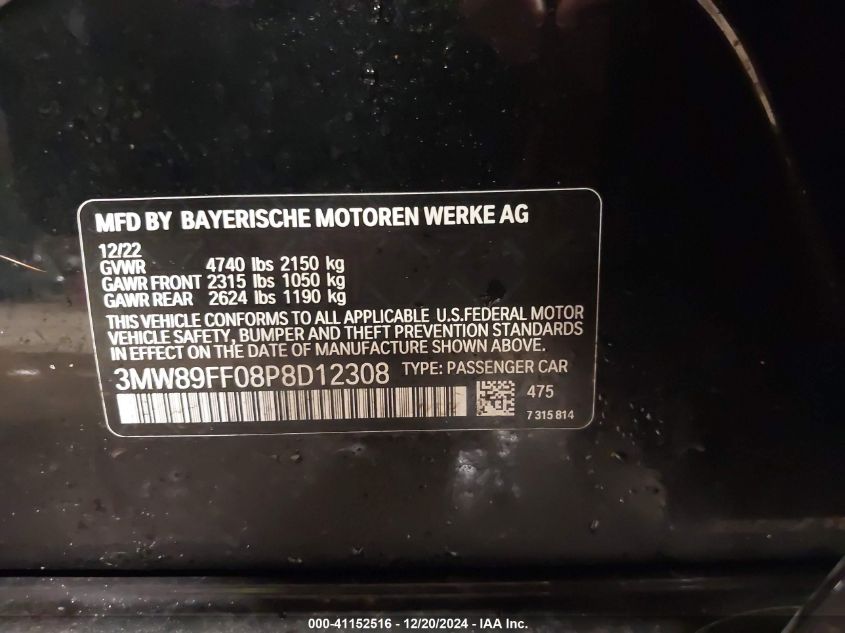 MFD BY BAYERISCHE MOTOREN WERKE AG
12/22
GVWR 4740 lbs 2150 kg
GAWR FRONT 2315 lbs 1050 kg
GAWR REAR 2624 lbs 1190 kg
THIS VEHICLE CONFORMS TO ALL APPLICABLE U.S.FEDERAL MOTOR
VEHICLE SAFETY, BUMPER AND THEFT PREVENTION STANDARDS
IN EFFECT ON THE DATE OF MANUFACTURE SHOWN ABOVE.
3MW89FF08P8D12308 TYPE: PASSENGER CAR
475
7 315 814
000-41152516 - 12/20/2024 - IAA Inc.